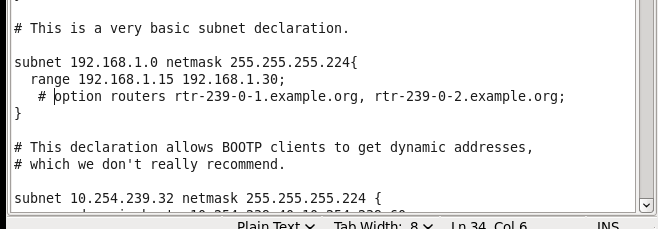 # This is a very basic subnet declaration.
subnet 192.168.1.0 netmask 255.255.255.224{
  range 192.168.1.15 192.168.1.30;
   # option routers rtr-239-0-1.example.org, rtr-239-0-2.example.org;
}
# This declaration allows BOOTP clients to get dynamic addresses,
# which we don't really recommend.
subnet 10.254.239.32 netmask 255.255.255.224 {
Plain Text Tab Width: 8 Ln 34, Col 6 INS